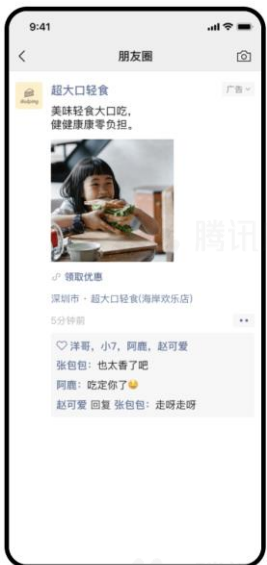 9:41
朋友圈
超大口轻食
广告
美味轻食大口吃，
健健康康零负担。
领取优惠
深圳市·超大口轻食(海岸欢乐店)
5分钟前
洋哥，小7，阿鹿，赵可爱
张包包：也太香了吧
阿鹿：吃定你了
赵可爱 回复 张包包：走呀走呀
腾讯